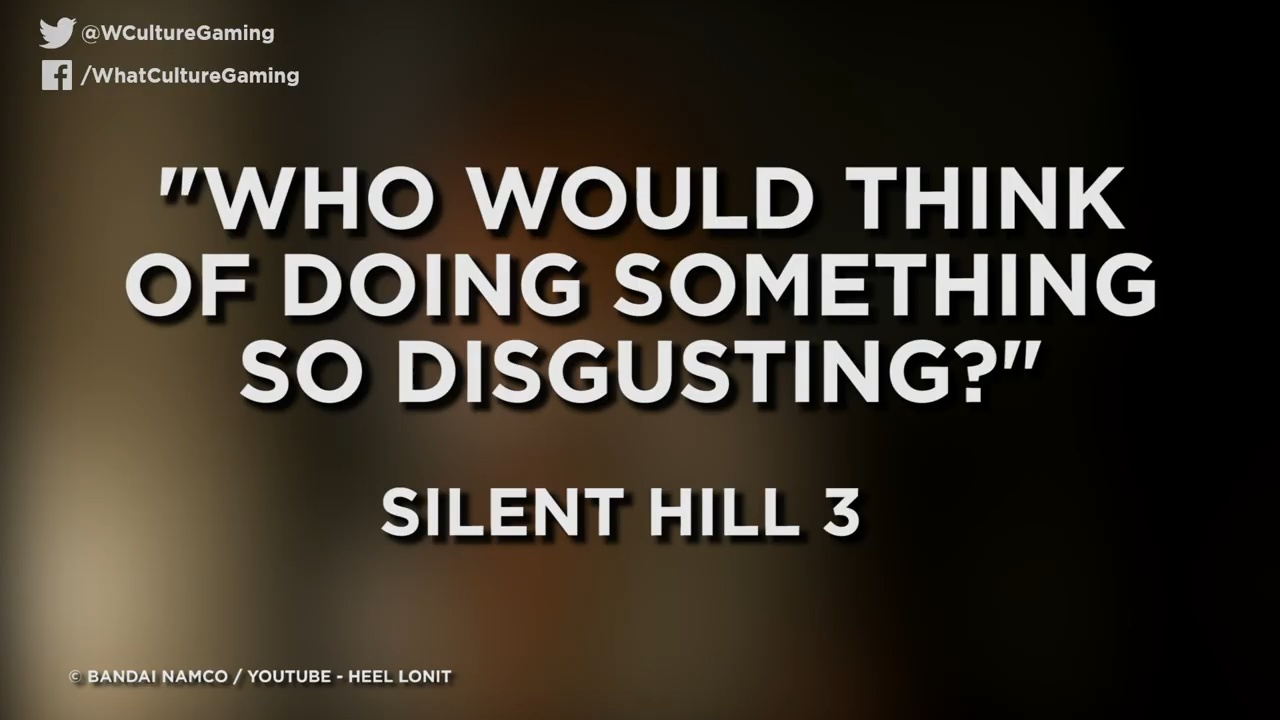 @WCultureGaming
/WhatCultureGaming
"WHO WOULD THINK
OF DOING SOMETHING
SO DISGUSTING?"
SILENT HILL 3
© BANDAI NAMCO / YOUTUBE - HEEL LONIT